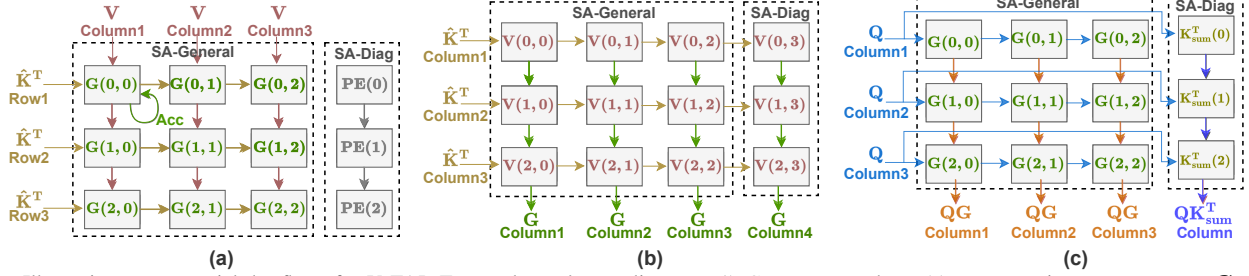 V V V
Column1 Column2 Column3
SA-General SA-Diag
K̂ᵀ Row1 G(0,0) G(0,1) G(0,2) PE(0)
Acc
K̂ᵀ Row2 G(1,0) G(1,1) G(1,2) PE(1)
K̂ᵀ Row3 G(2,0) G(2,1) G(2,2) PE(2)
(a)
SA-General SA-Diag
K̂ᵀ Column1 V(0,0) V(0,1) V(0,2) V(0,3)
K̂ᵀ Column2 V(1,0) V(1,1) V(1,2) V(1,3)
K̂ᵀ Column3 V(2,0) V(2,1) V(2,2) V(2,3)
G G G G
Column1 Column2 Column3 Column4
(b)
SA-General SA-Diag
Q Column1 G(0,0) G(0,1) G(0,2) Kᵀsum(0)
Q Column2 G(1,0) G(1,1) G(1,2) Kᵀsum(1)
Q Column3 G(2,0) G(2,1) G(2,2) Kᵀsum(2)
QG QG QG QKᵀsum
Column1 Column2 Column3 Column
(c)